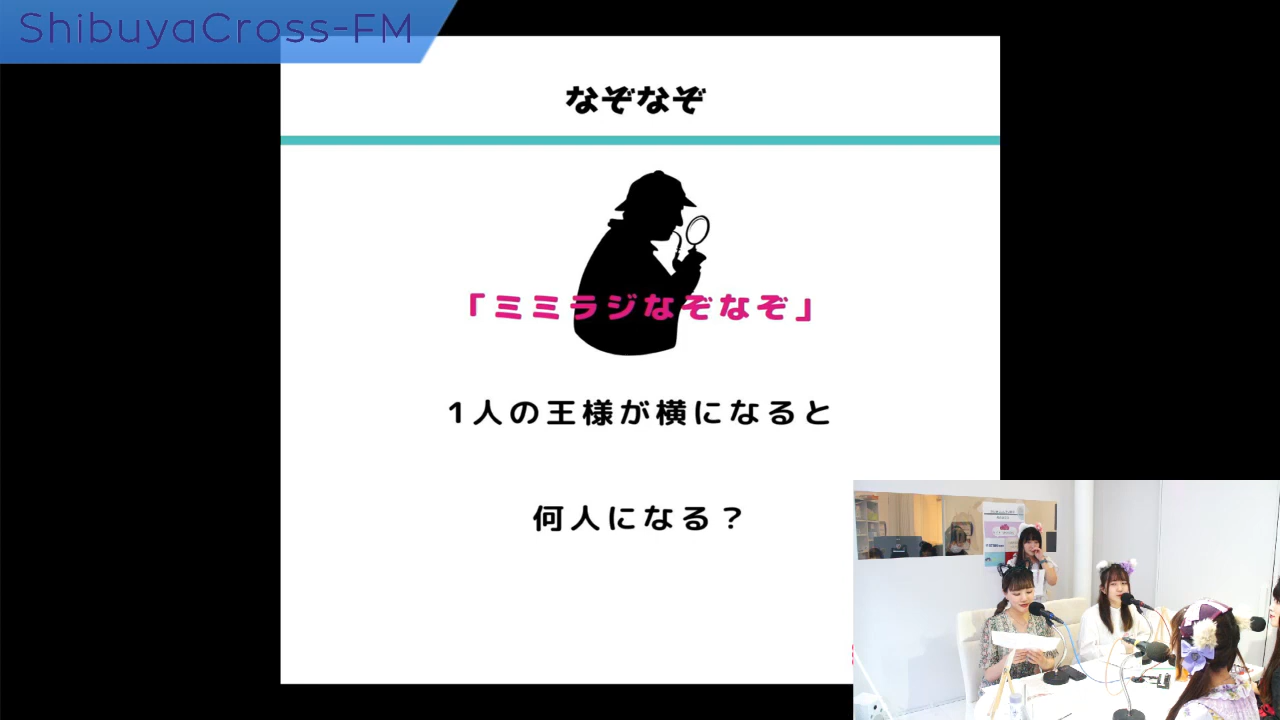 ShibuyaCross-FM
なぞなぞ
「ミミラジなぞなぞ」
1人の王様が横になると
何人になる？